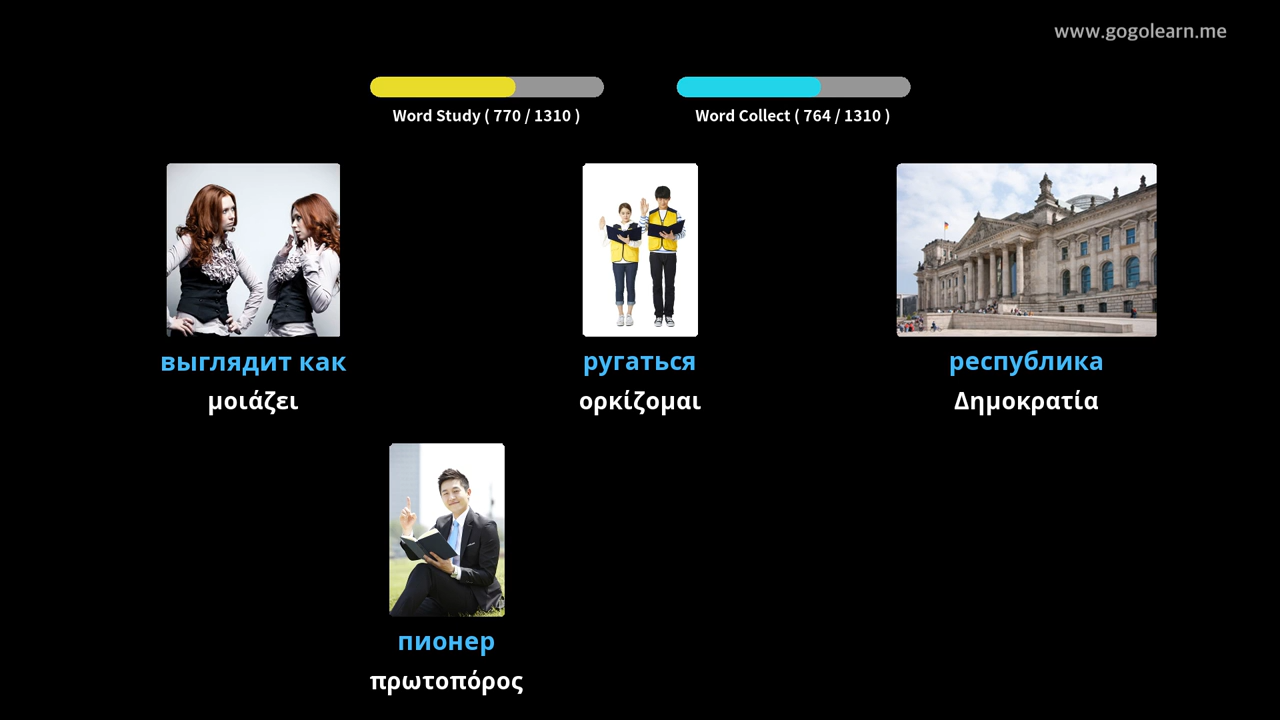 www.gogolearn.me
Word Study ( 770 / 1310 )
Word Collect ( 764 / 1310 )
выглядит как
ругаться
республика
μοιάζει
ορκίζομαι
Δημοκρατία
пионер
πρωτοπόρος